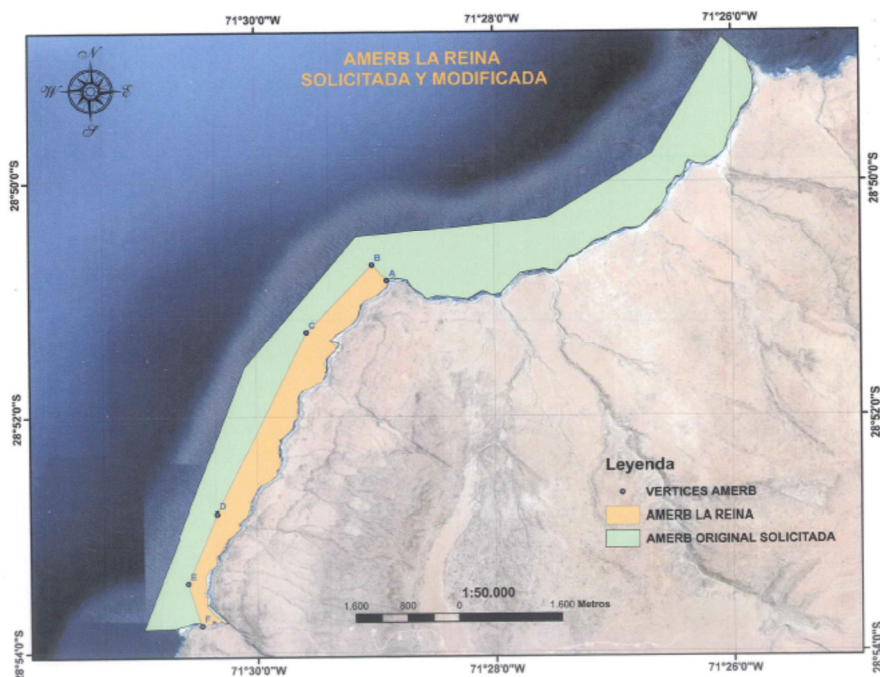 71°30'0"W
71°28'0"W
71°26'0"W
N
W
E
S
AMERB LA REINA
SOLICITADA Y MODIFICADA
28°50'0"S
28°50'0"S
B
A
C
28°52'0"S
28°52'0"S
Leyenda
VERTICES AMERB
AMERB LA REINA
AMERB ORIGINAL SOLICITADA
D
E
F
1:50.000
1.600
800
0
1.600 Metros
28°54'0"S
28°54'0"S
71°30'0"W
71°28'0"W
71°26'0"W